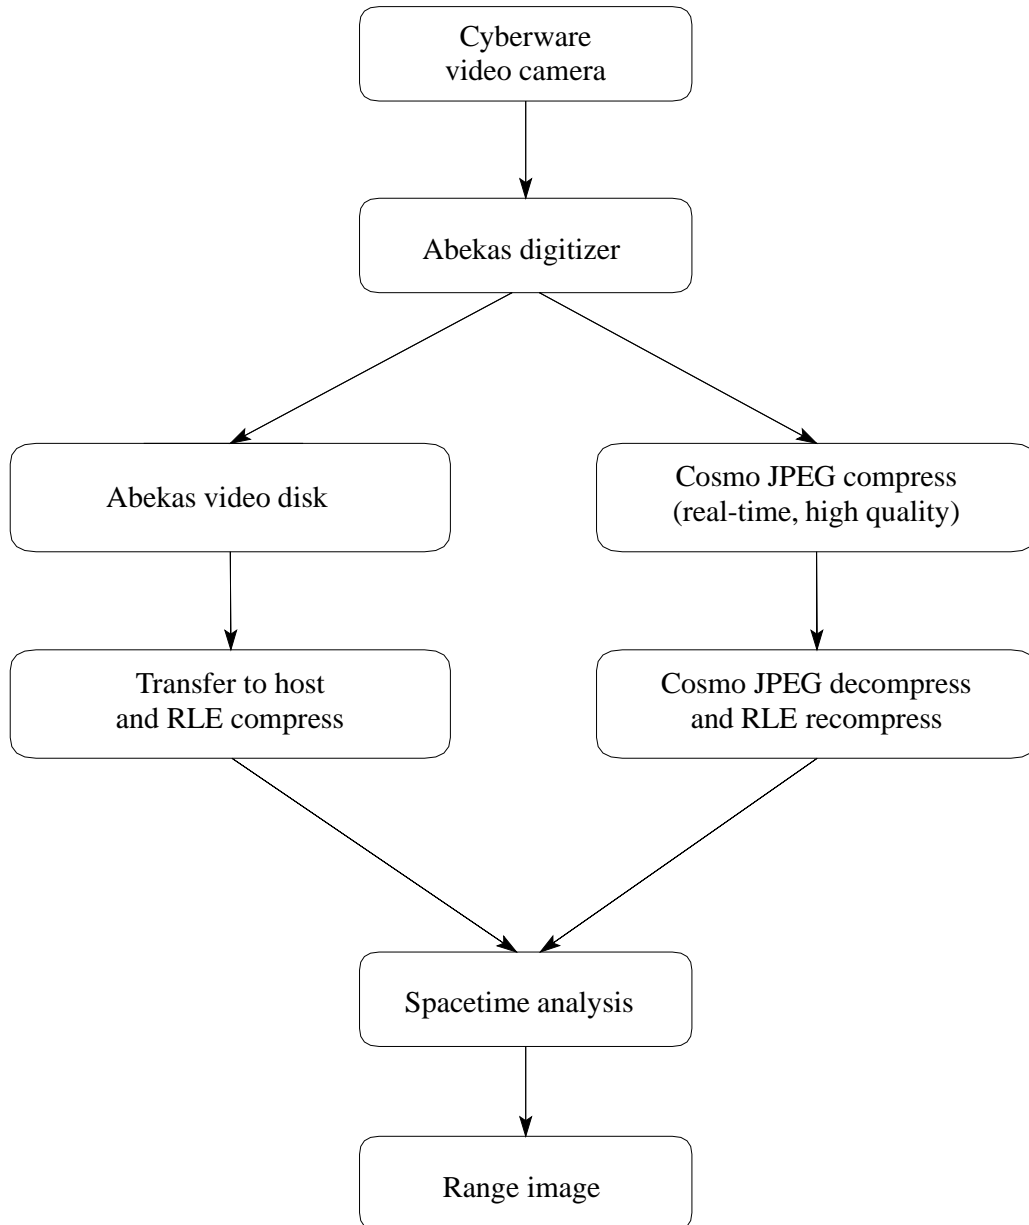 Cyberware
video camera
Abekas digitizer
Abekas video disk
Cosmo JPEG compress
(real-time, high quality)
Transfer to host
and RLE compress
Cosmo JPEG decompress
and RLE recompress
Spacetime analysis
Range image